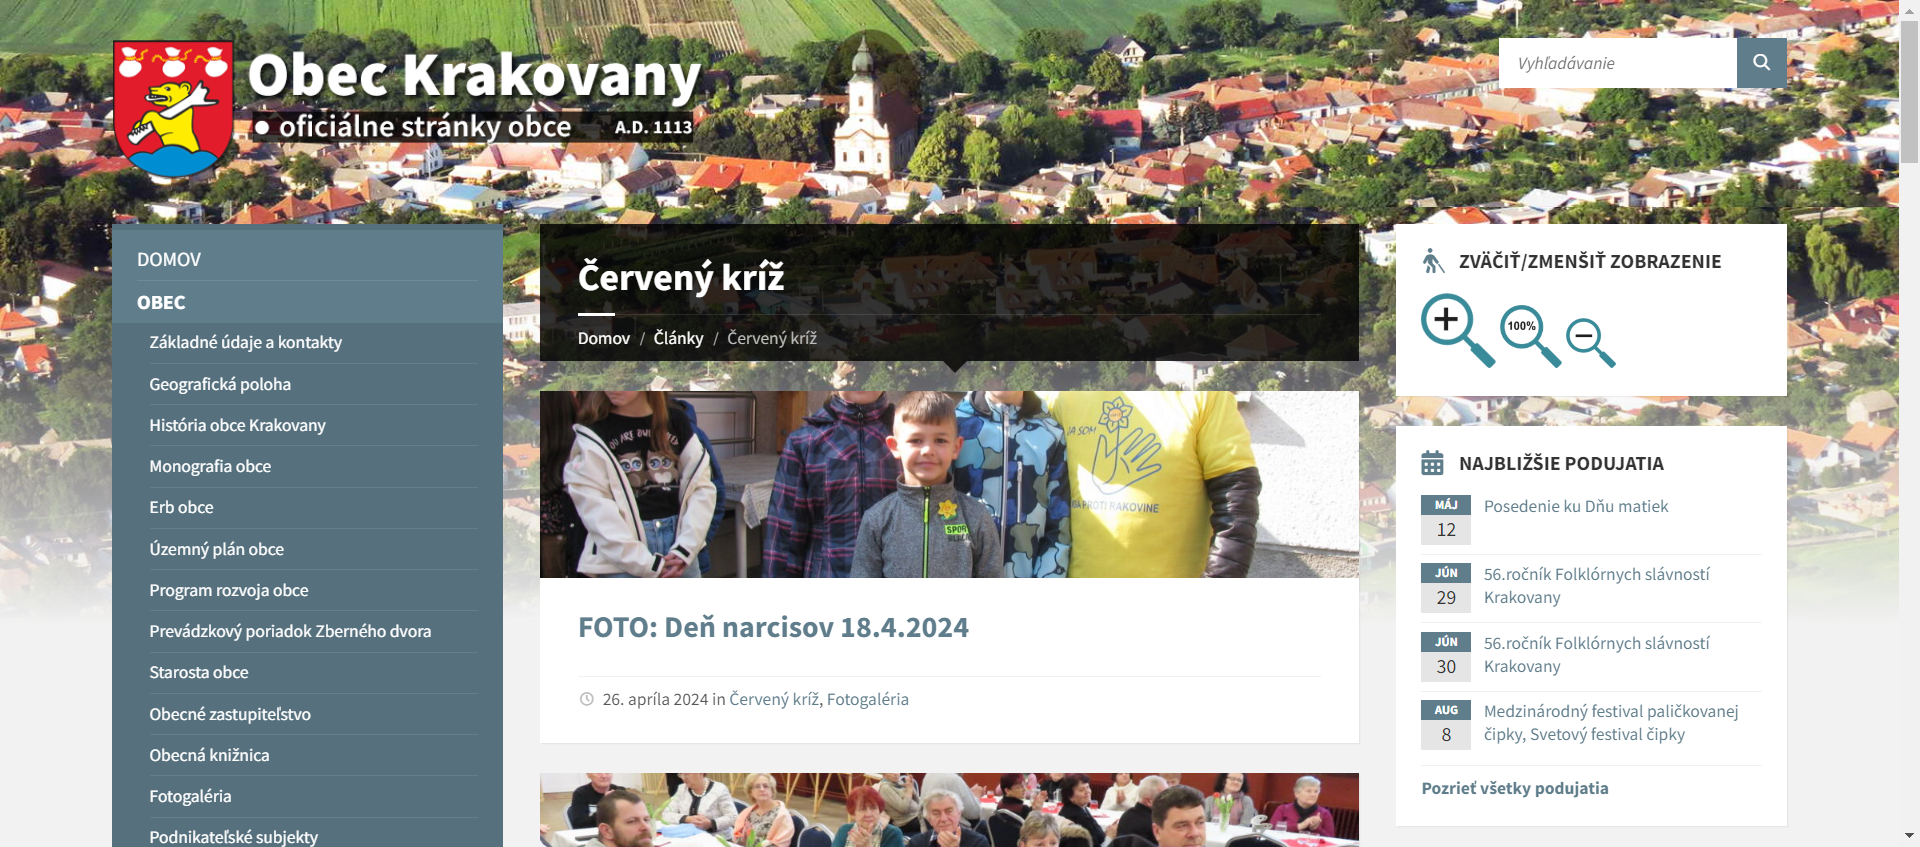 Obec Krakovany
oficiálne stránky obce A.D. 1113
Vyhľadávanie
DOMOV
OBEC
Základné údaje a kontakty
Geografická poloha
História obce Krakovany
Monografia obce
Erb obce
Územný plán obce
Program rozvoja obce
Prevádzkový poriadok Zberného dvora
Starosta obce
Obecné zastupiteľstvo
Obecná knižnica
Fotogaléria
Podnikateľské subjekty
Červený kríž
Domov / Články / Červený kríž
SPORT
PROTI RAKOVINE
FOTO: Deň narcisov 18.4.2024
26. apríla 2024 in Červený kríž, Fotogaléria
ZVÄČIŤ/ZMENŠIŤ ZOBRAZENIE
100%
NAJBLIŽŠIE PODUJATIA
MÁJ
12
Posedenie ku Dňu matiek
JÚN
29
56.ročník Folklórnych slávností
Krakovany
JÚN
30
56.ročník Folklórnych slávností
Krakovany
AUG
8
Medzinárodný festival paličkovanej
čipky, Svetový festival čipky
Pozrieť všetky podujatia